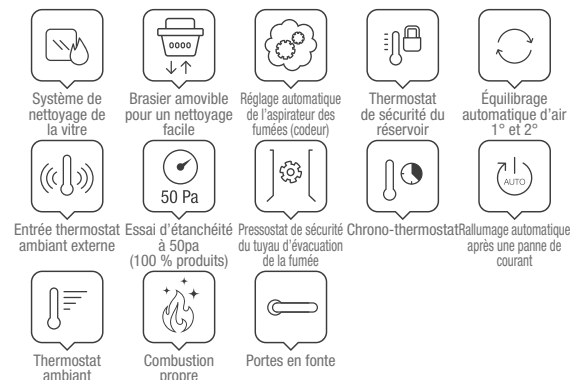 Système de
nettoyage de
la vitre
Brasier amovible
pour un nettoyage
facile
Réglage automatique
de l'aspirateur des
fumées (codeur)
Thermostat
de sécurité du
réservoir
Équilibrage
automatique d'air
1° et 2°
50 Pa
AUTO
Entrée thermostat
ambiant externe
Essai d'étanchéité
à 50pa
(100 % produits)
Pressostat de sécurité
du tuyau d'évacuation
de la fumée
Chrono-thermostat
Rallumage automatique
après une panne de
courant
Thermostat
ambiant
Combustion
propre
Portes en fonte